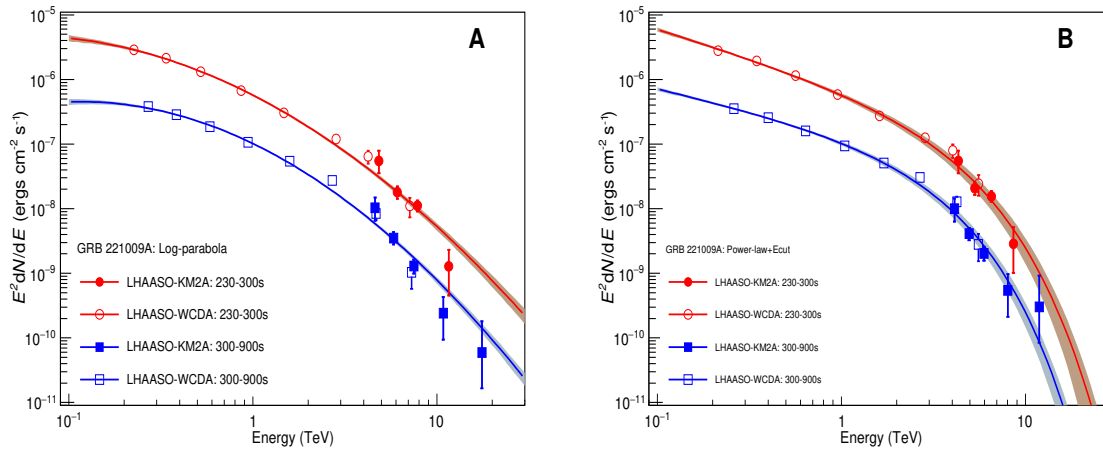 A
10⁻⁵
10⁻⁶
10⁻⁷
10⁻⁸
10⁻⁹
10⁻¹⁰
10⁻¹¹
E²dN/dE (ergs cm⁻² s⁻¹)
GRB 221009A: Log-parabola
LHAASO-KM2A: 230-300s
LHAASO-WCDA: 230-300s
LHAASO-KM2A: 300-900s
LHAASO-WCDA: 300-900s
10⁻¹ 1 10
Energy (TeV)
B
10⁻⁵
10⁻⁶
10⁻⁷
10⁻⁸
10⁻⁹
10⁻¹⁰
10⁻¹¹
E²dN/dE (ergs cm⁻² s⁻¹)
GRB 221009A: Power-law+Ecut
LHAASO-KM2A: 230-300s
LHAASO-WCDA: 230-300s
LHAASO-KM2A: 300-900s
LHAASO-WCDA: 300-900s
10⁻¹ 1 10
Energy (TeV)